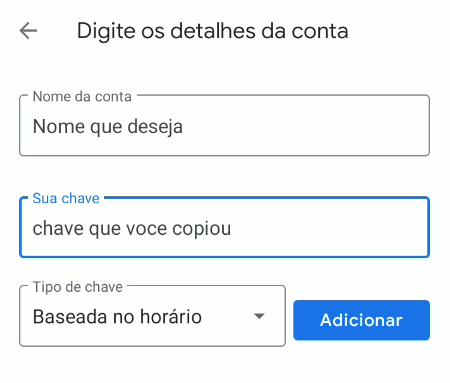 Digite os detalhes da conta
Nome da conta
Nome que deseja
Sua chave
chave que voce copiou
Tipo de chave
Baseada no horário
Adicionar